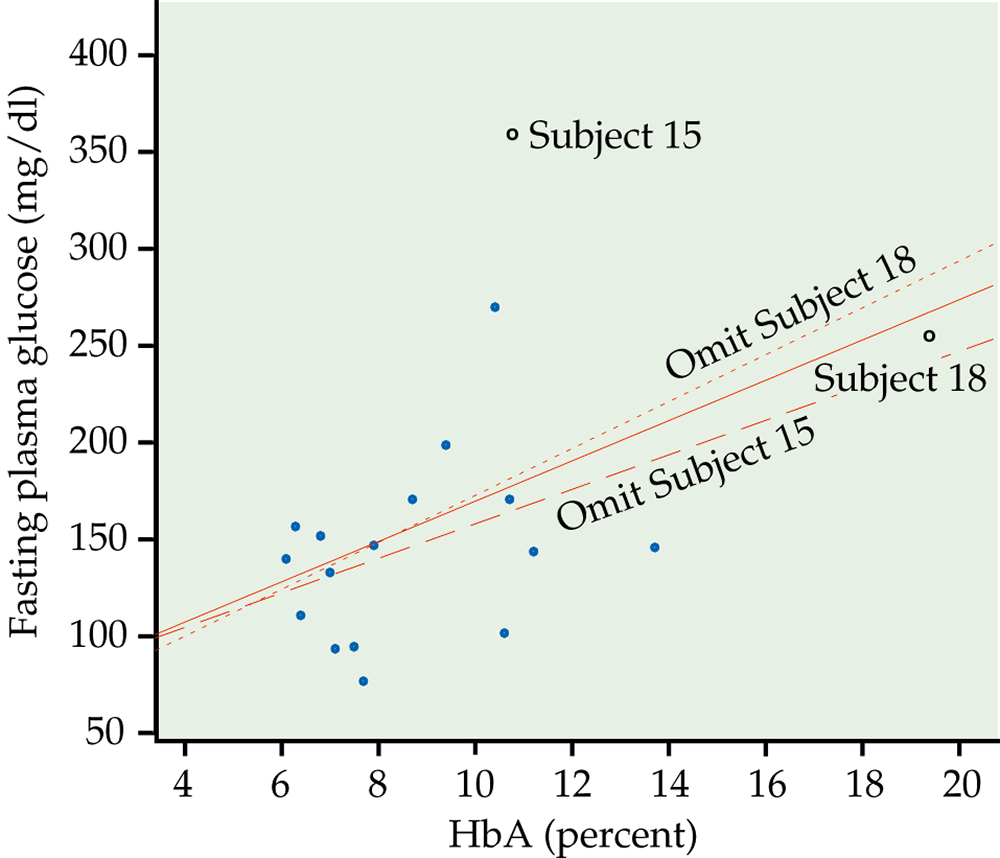 Fasting plasma glucose (mg/dl)
400
350
300
250
200
150
100
50
Subject 15
Omit Subject 18
Subject 18
Omit Subject 15
4 6 8 10 12 14 16 18 20
HbA (percent)